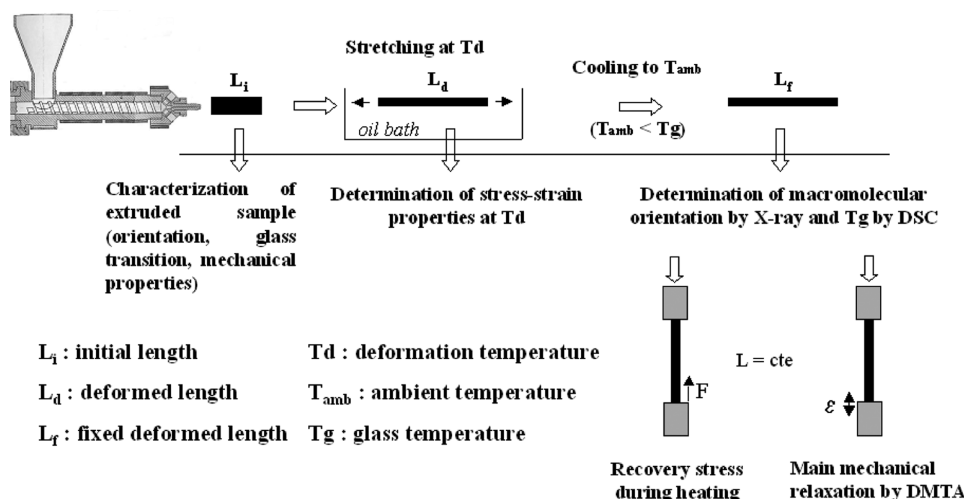 Stretching at Td
Li
Ld
Cooling to Tamb
Lf
oil bath
(Tamb < Tg)
Characterization of
extruded sample
(orientation, glass
transition, mechanical
properties)
Determination of stress-strain
properties at Td
Determination of macromolecular
orientation by X-ray and Tg by DSC
Li : initial length
Td : deformation temperature
Ld : deformed length
Tamb : ambient temperature
Lf : fixed deformed length
Tg : glass temperature
L = cte
F
ε
Recovery stress
during heating
Main mechanical
relaxation by DMTA